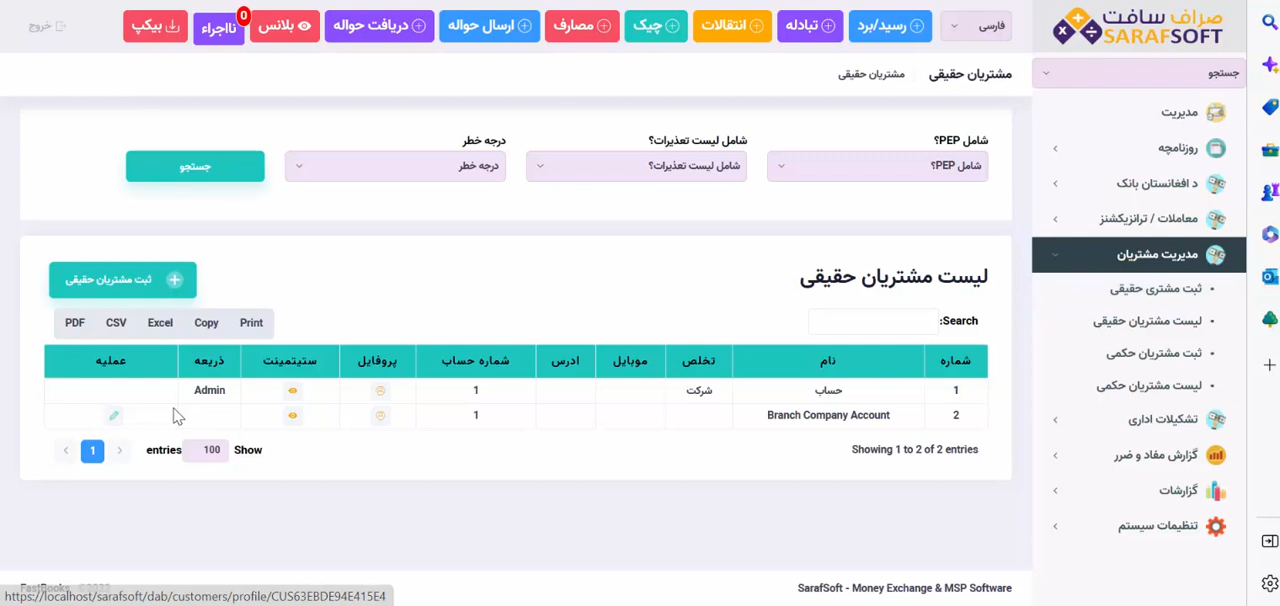 صراف سافت
SARAFSOFT
فارسی
رسید/برد
تبادله
انتقالات
چیک
مصارف
ارسال حواله
دریافت حواله
بلانس
0
نااجراء
بیکپ
خروج
جستجو
مشتریان حقیقی
مشتریان حقیقی
مدیریت
روزنامچه
د افغانستان بانک
معاملات / ترانزیکشنز
مدیریت مشتریان
ثبت مشتری حقیقی
لیست مشتریان حقیقی
ثبت مشتریان حکمی
لیست مشتریان حکمی
تشکیلات اداری
گزارش مفاد و ضرر
گزارشات
تنظیمات سیستم
شامل PEP؟
شامل لیست تعذیرات؟
درجه خطر
شامل PEP؟
شامل لیست تعذیرات؟
درجه خطر
جستجو
لیست مشتریان حقیقی
ثبت مشتریان حقیقی
Print
Copy
Excel
CSV
PDF
Search:
شماره
نام
تخلص
موبایل
ادرس
شماره حساب
پروفایل
ستیتمینت
ذریعه
عملیه
1
حساب
شرکت
1
Admin
2
Branch Company Account
1
Showing 1 to 2 of 2 entries
Show 100 entries
1
SarafSoft - Money Exchange & MSP Software
https://localhost/sarafsoft/dab/customers/profile/CUS63EBDE94E415E4